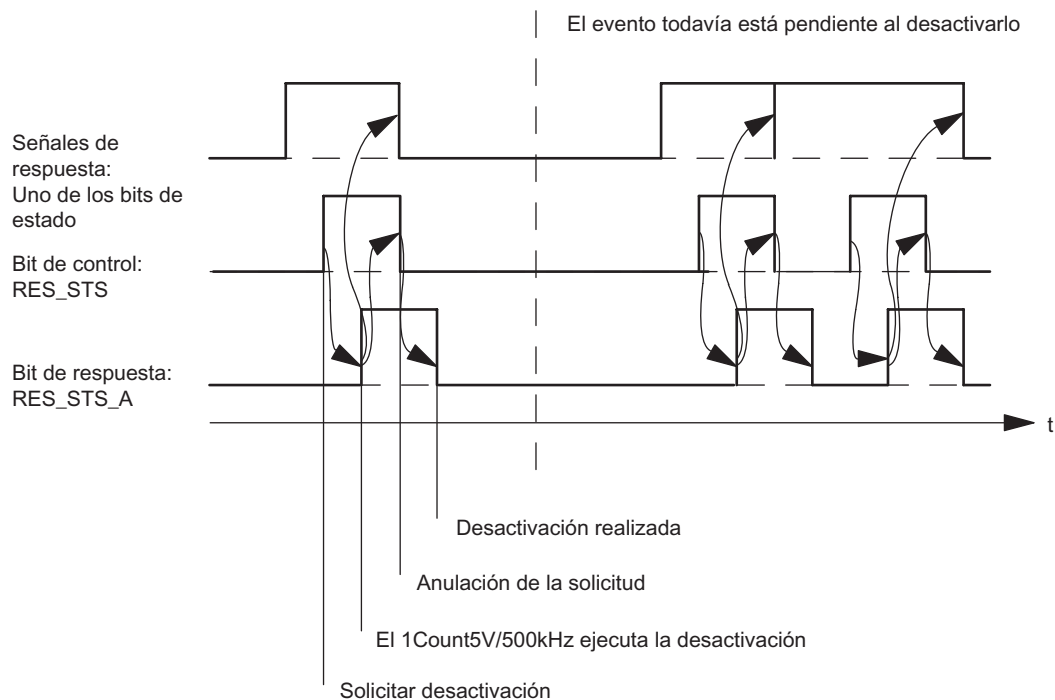 El evento todavía está pendiente al desactivarlo
Señales de
respuesta:
Uno de los bits de
estado
Bit de control:
RES_STS
Bit de respuesta:
RES_STS_A
t
Desactivación realizada
Anulación de la solicitud
El 1Count5V/500kHz ejecuta la desactivación
Solicitar desactivación